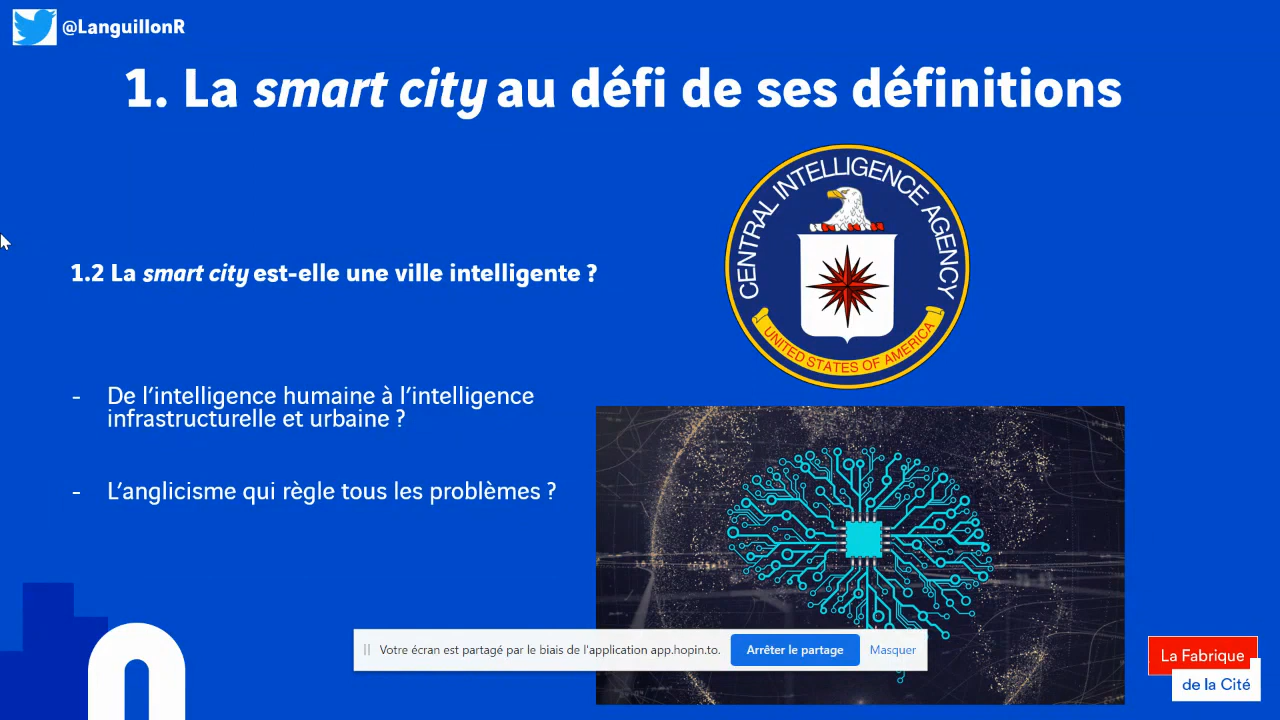 @LanguillonR
1. La smart city au défi de ses définitions
CENTRAL INTELLIGENCE AGENCY
UNITED STATES OF AMERICA
1.2 La smart city est-elle une ville intelligente ?
- De l’intelligence humaine à l’intelligence
infrastructurelle et urbaine ?
- L’anglicisme qui règle tous les problèmes ?
Votre écran est partagé par le biais de l'application app.hopin.to.
Arrêter le partage
Masquer
La Fabrique
de la Cité